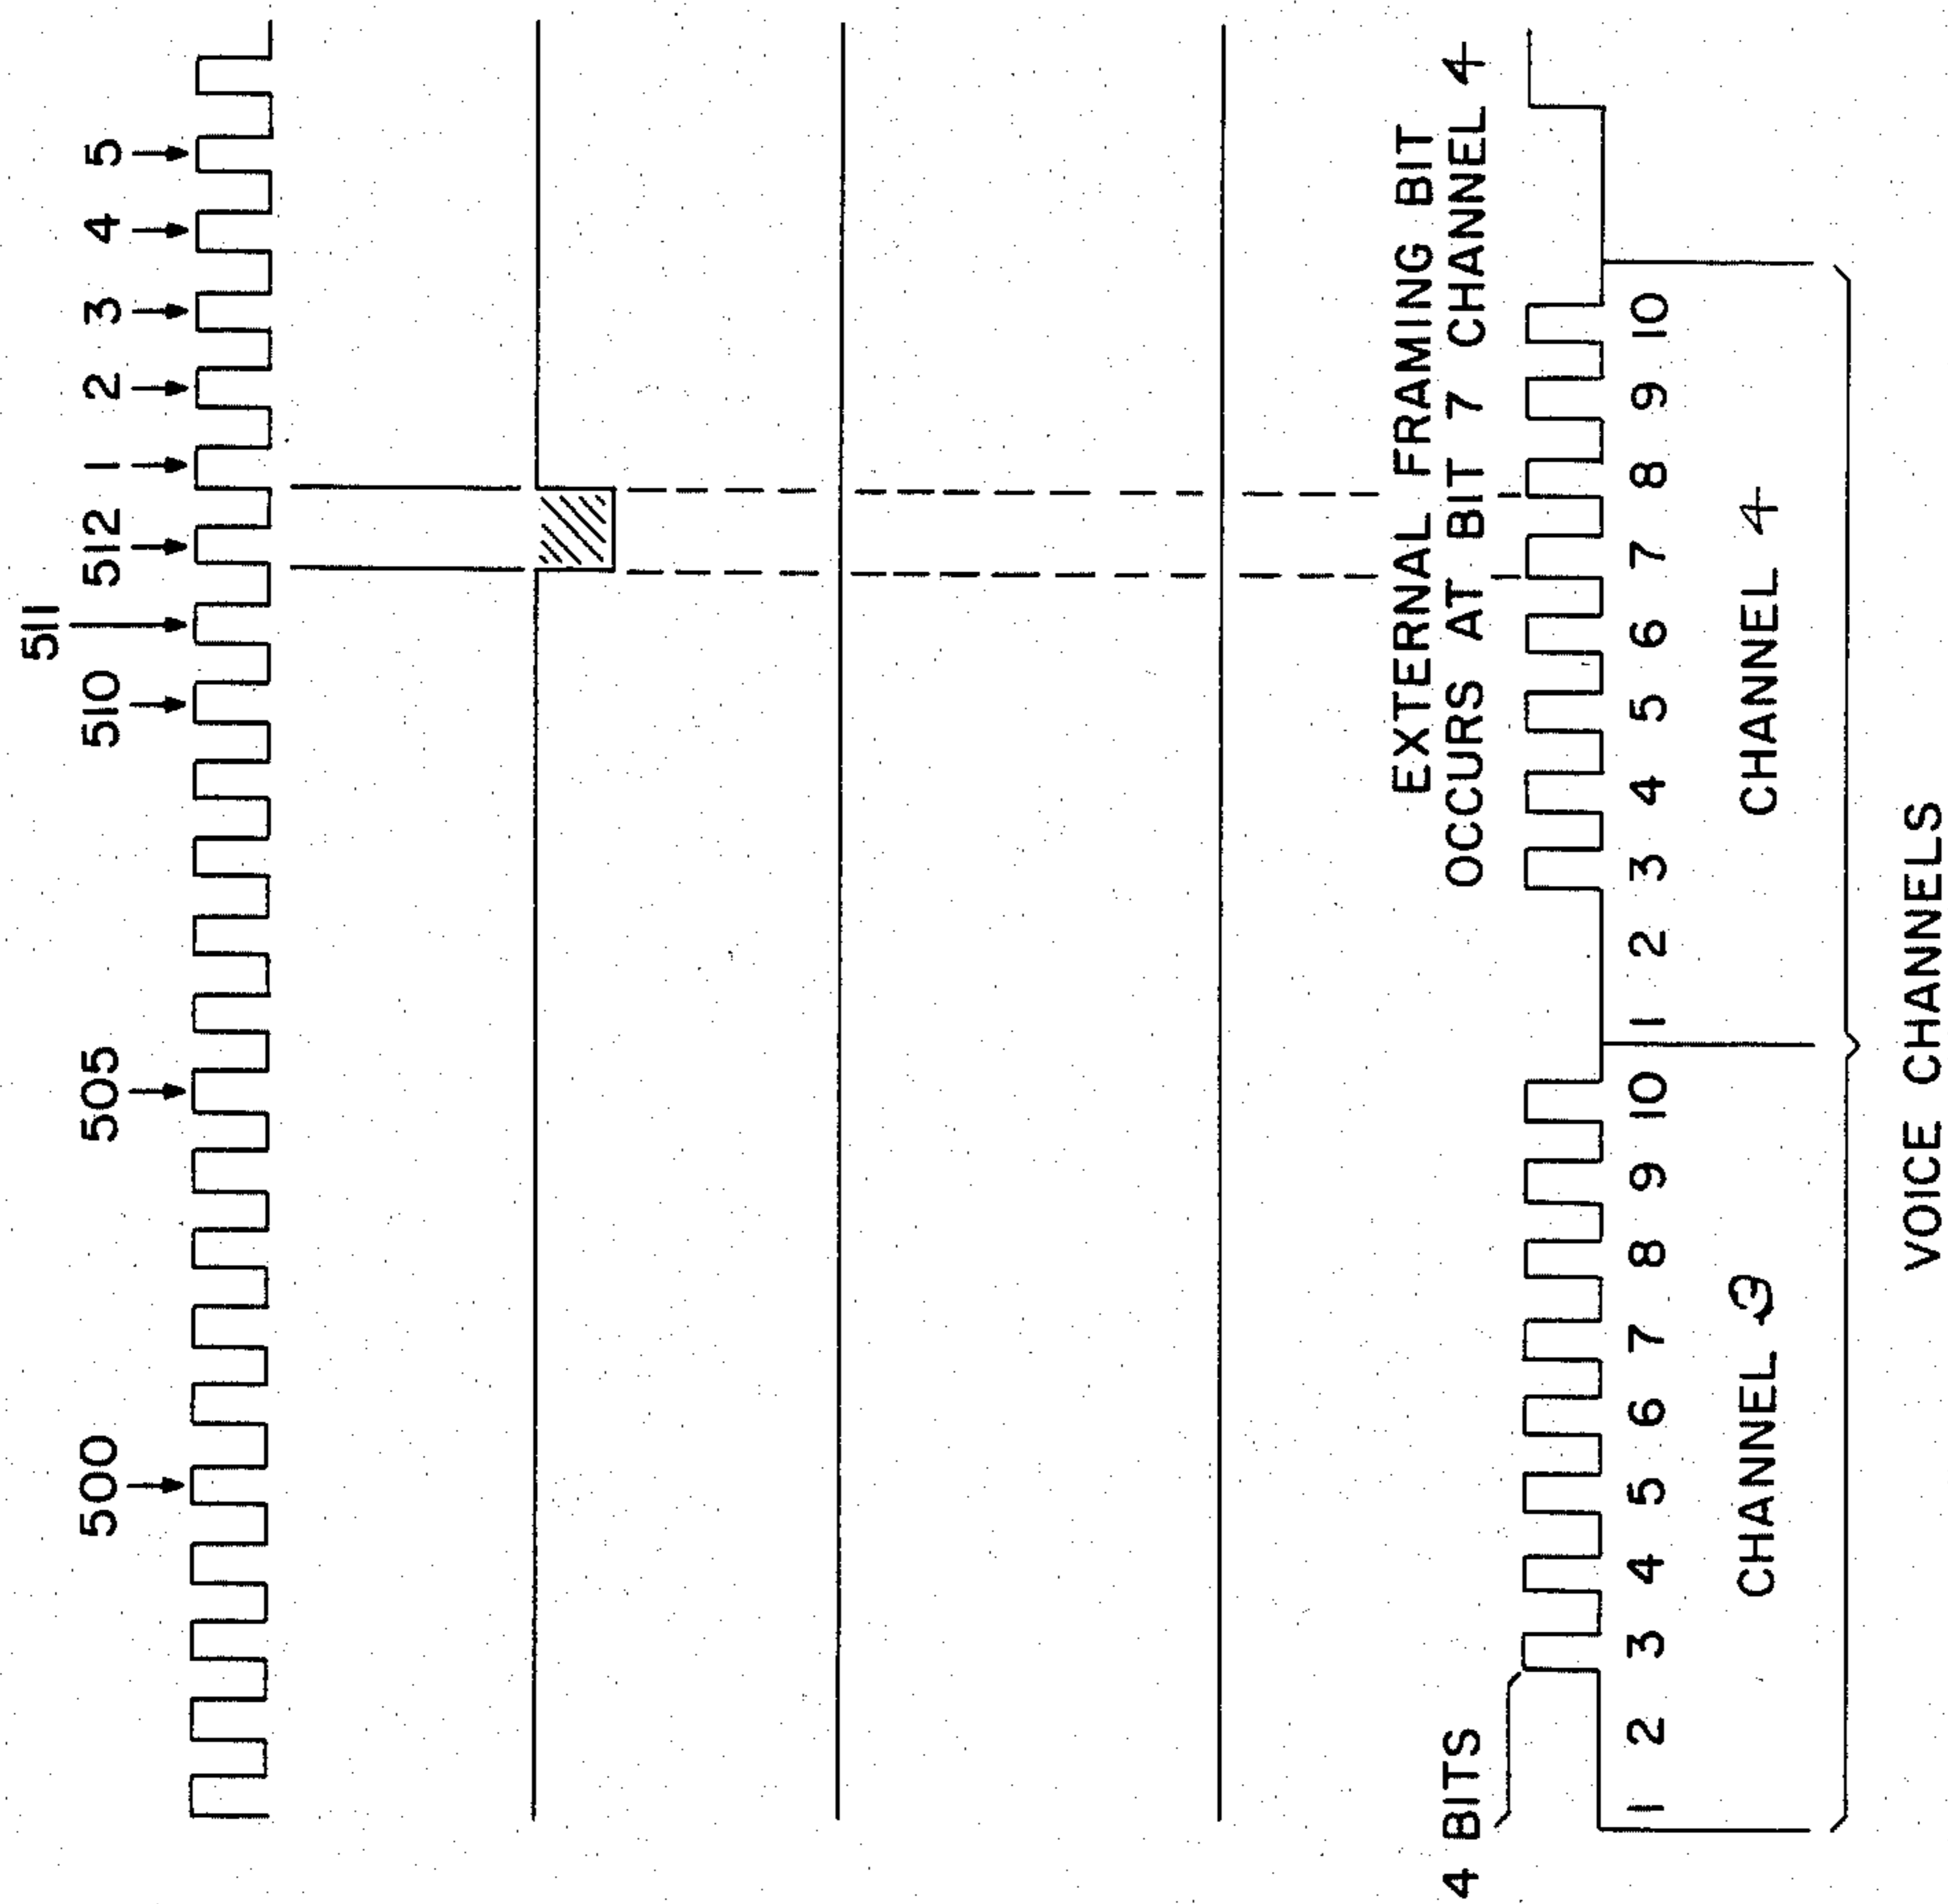 500 505 510 511 512 1 2 3 4 5
EXTERNAL FRAMING BIT
OCCURS AT BIT 7 CHANNEL 4
4 BITS
1 2 3 4 5 6 7 8 9 10 1 2 3 4 5 6 7 8 9 10
CHANNEL 3 CHANNEL 4
VOICE CHANNELS